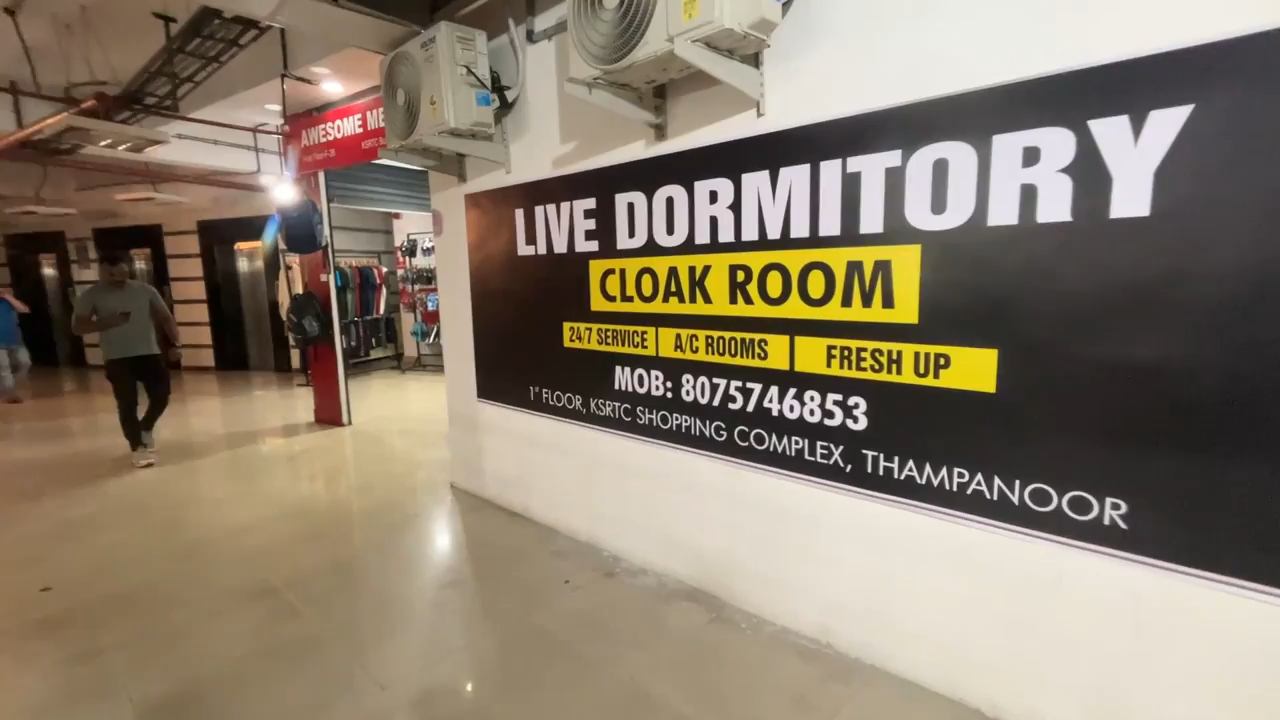 AWESOME ME
KSRTC
LIVE DORMITORY
CLOAK ROOM
24/7 SERVICE
A/C ROOMS
FRESH UP
MOB: 8075746853
1st FLOOR, KSRTC SHOPPING COMPLEX, THAMPANOOR